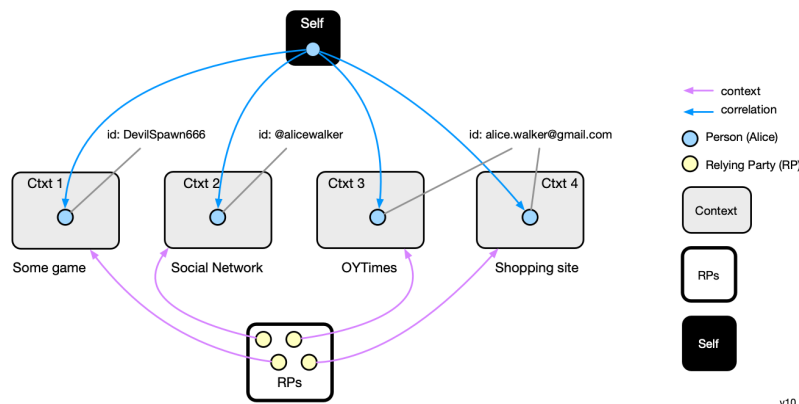 Self
id: DevilSpawn666
id: @alicewalker
id: alice.walker@gmail.com
Ctxt 1
Ctxt 2
Ctxt 3
Ctxt 4
Some game
Social Network
OYTimes
Shopping site
RPs
context
correlation
Person (Alice)
Relying Party (RP)
Context
RPs
Self
v10